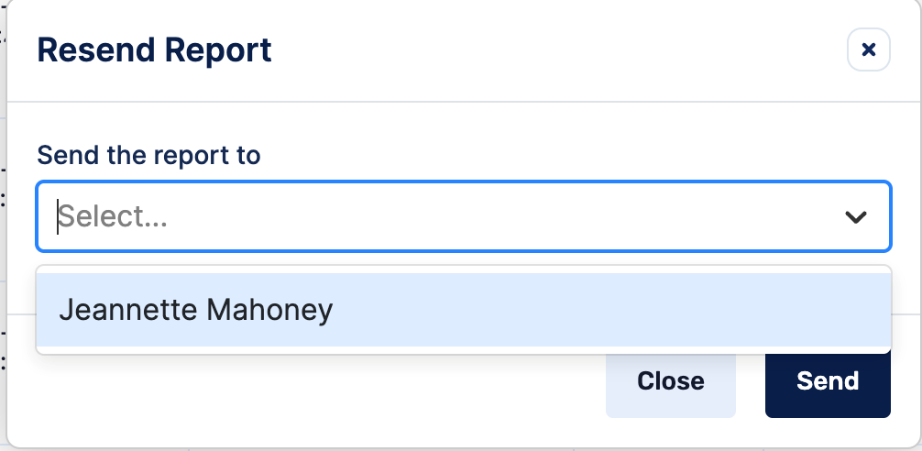 Resend Report
Send the report to
Select...
Jeannette Mahoney
Close
Send